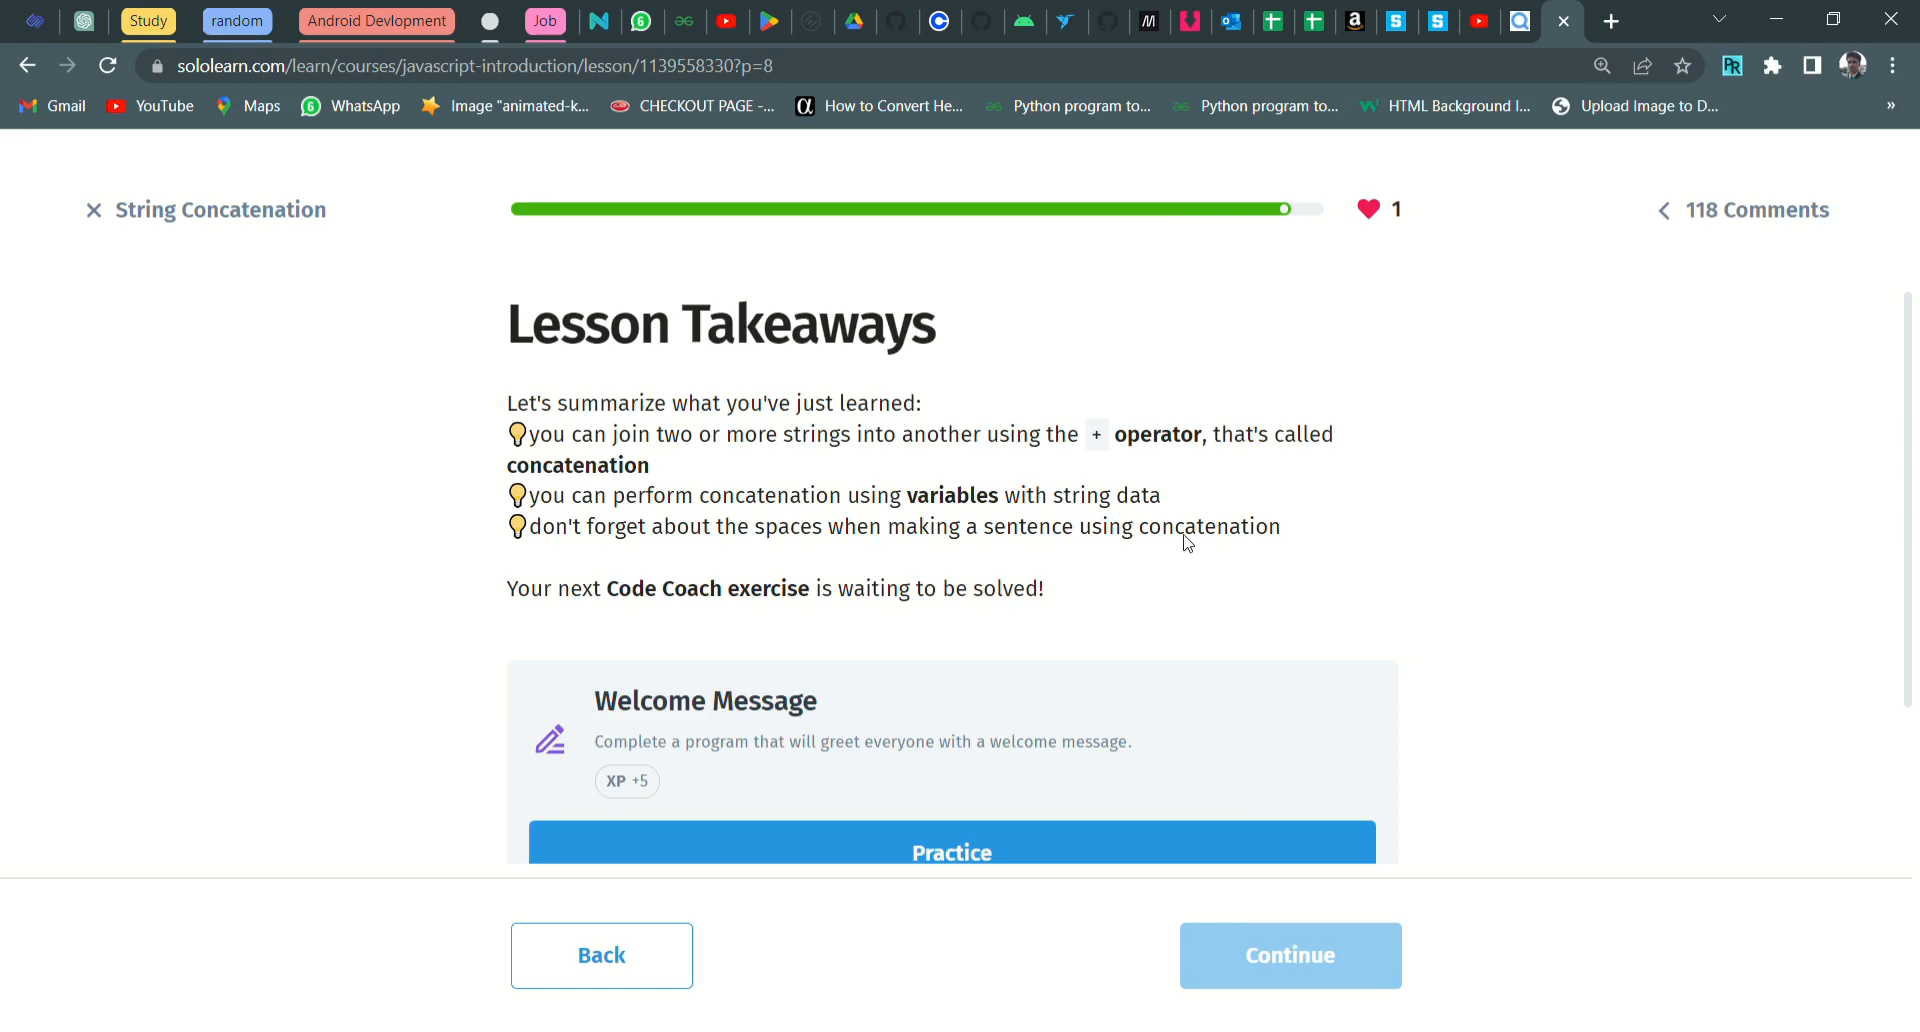 Study
random
Android Devlopment
Job
sololearn.com/learn/courses/javascript-introduction/lesson/1139558330?p=8
Gmail
YouTube
Maps
WhatsApp
Image "animated-k...
CHECKOUT PAGE -...
How to Convert He...
Python program to...
Python program to...
HTML Background I...
Upload Image to D...
»
String Concatenation
1
118 Comments
Lesson Takeaways
Let's summarize what you've just learned:
you can join two or more strings into another using the + operator, that's called
concatenation
you can perform concatenation using variables with string data
don't forget about the spaces when making a sentence using concatenation
Your next Code Coach exercise is waiting to be solved!
Welcome Message
Complete a program that will greet everyone with a welcome message.
XP +5
Practice
Back
Continue